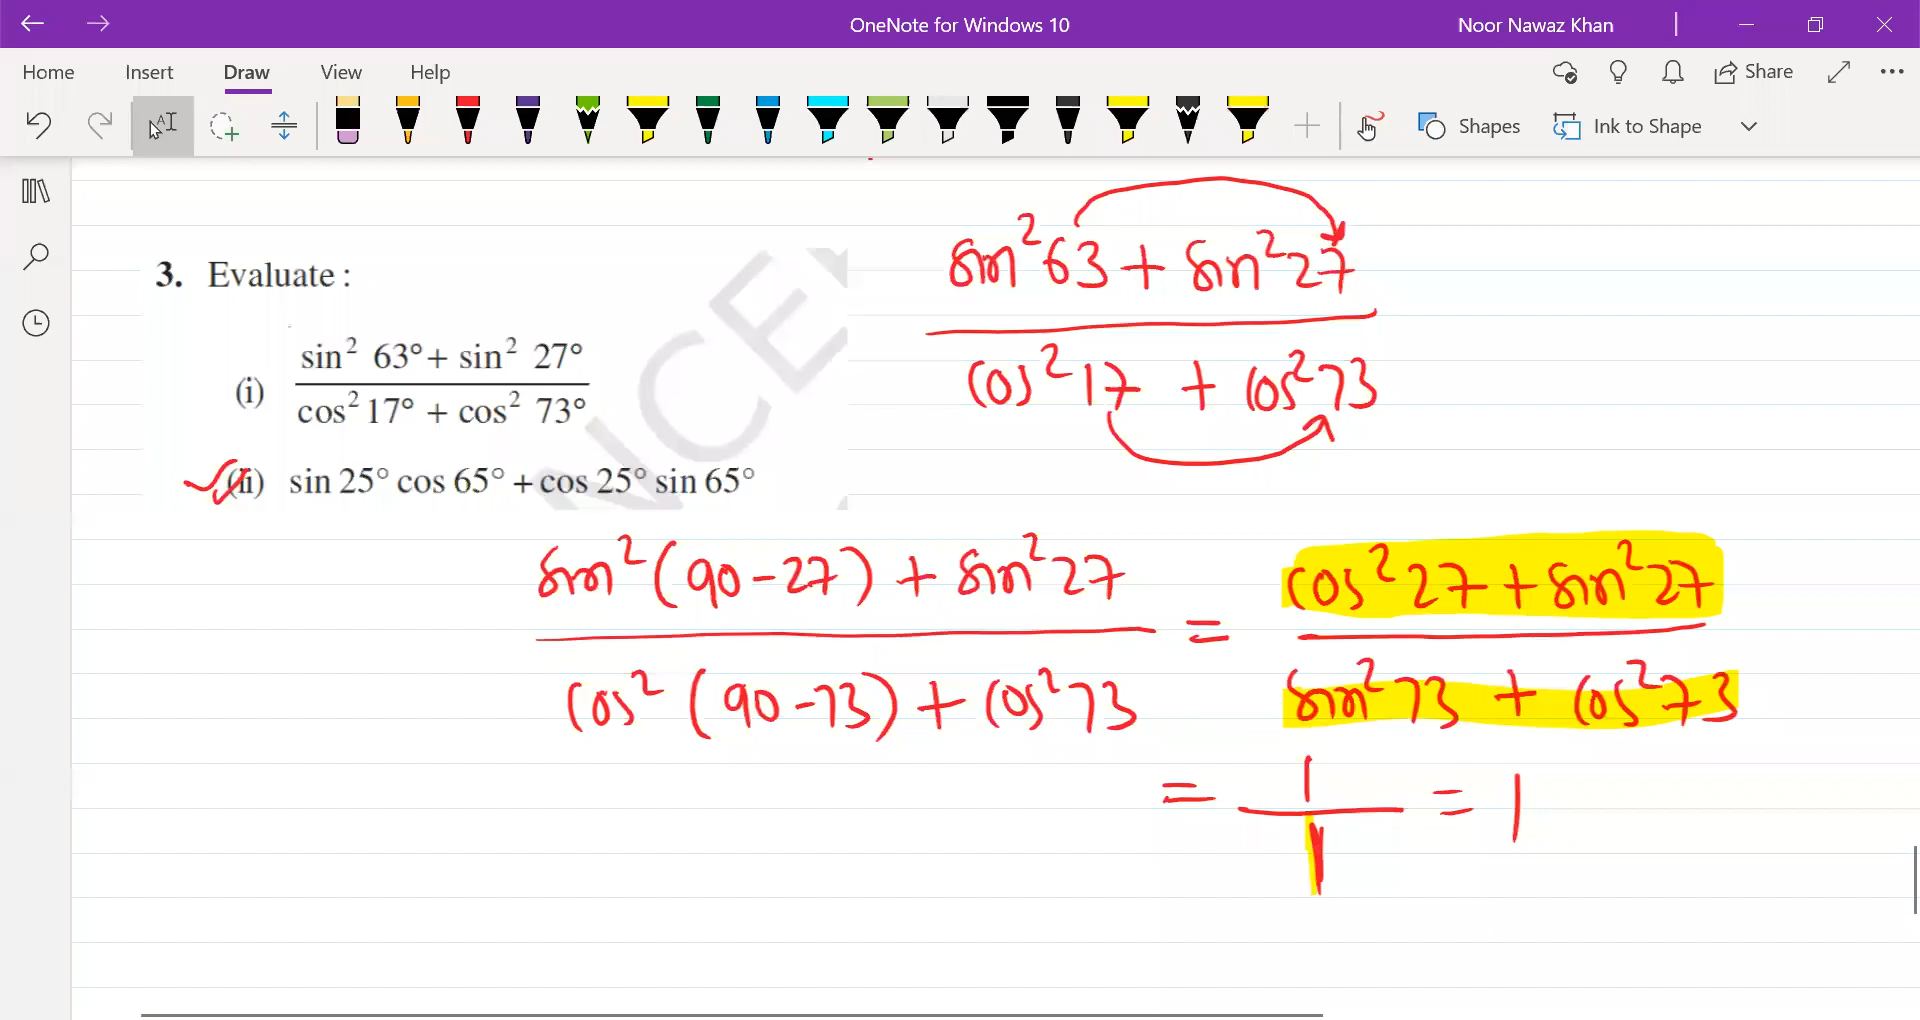 OneNote for Windows 10
Noor Nawaz Khan
Home Insert Draw View Help
Share
Shapes
Ink to Shape
3. Evaluate :
(i) sin² 63° + sin² 27°
cos² 17° + cos² 73°
(ii) sin 25° cos 65° + cos 25° sin 65°
NCE
sin²63 + sin²27
cos²17 + cos²73
sin²(90-27) + sin²27 = cos²27 + sin²27
cos²(90-73) + cos²73 sin²73 + cos²73
= 1 = 1
1